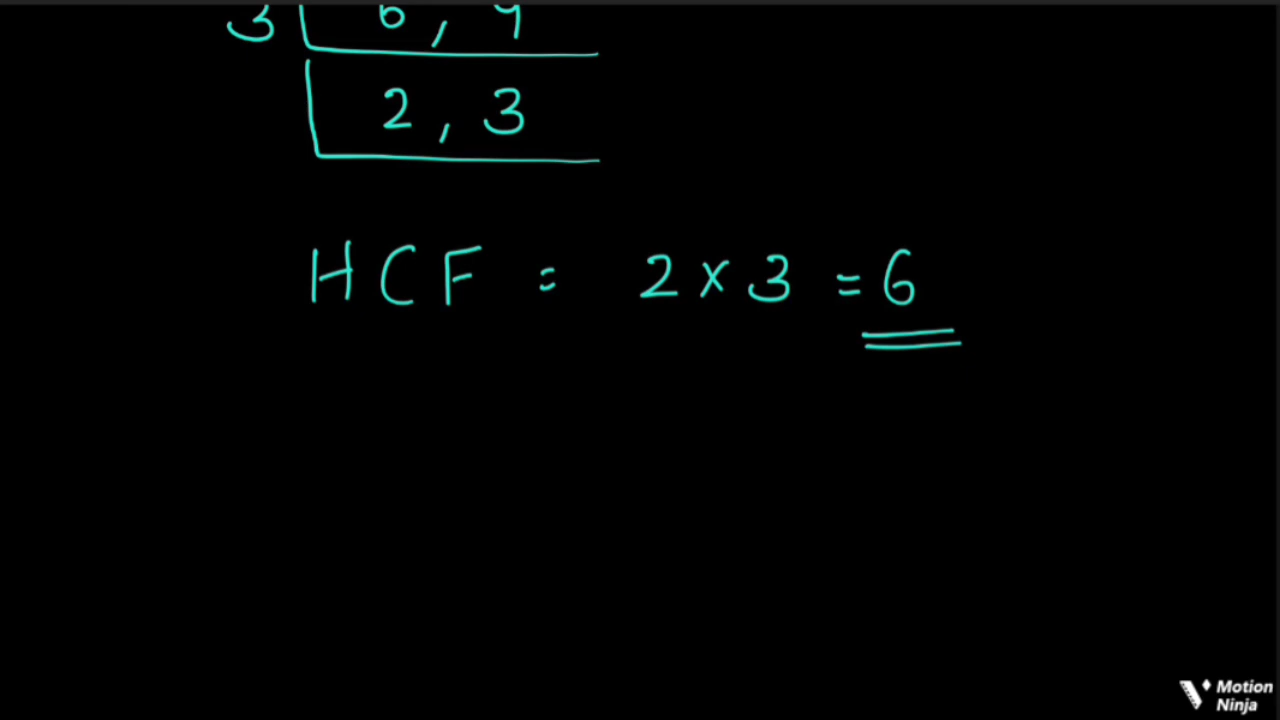 3 6, 9
2, 3
HCF = 2 x 3 = 6
Motion
Ninja